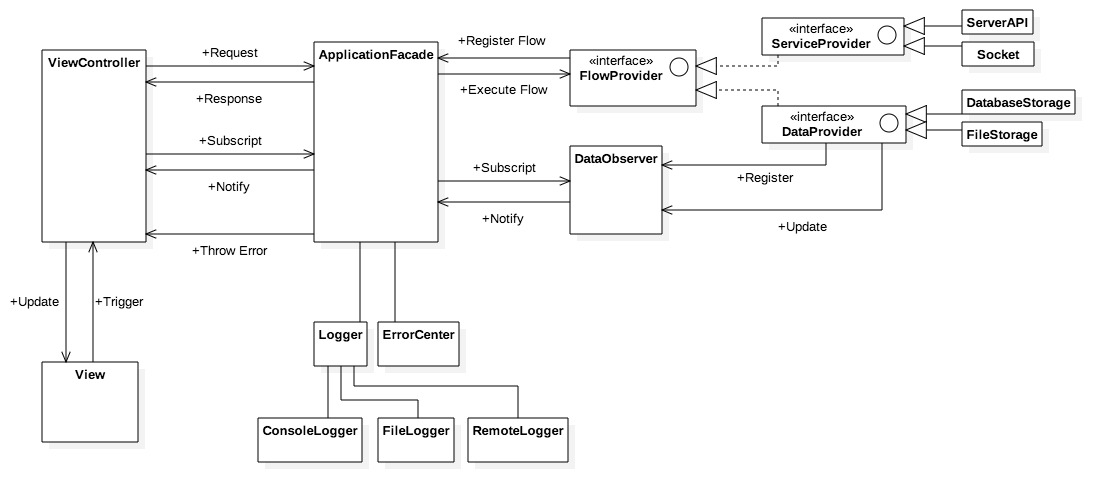 ViewController
+Request
+Response
+Subscript
+Notify
+Throw Error
ApplicationFacade
+Register Flow
+Execute Flow
«interface»
FlowProvider
«interface»
ServiceProvider
ServerAPI
Socket
«interface»
DataProvider
DatabaseStorage
FileStorage
+Subscript
+Notify
DataObserver
+Register
+Update
+Update
+Trigger
View
Logger
ErrorCenter
ConsoleLogger
FileLogger
RemoteLogger